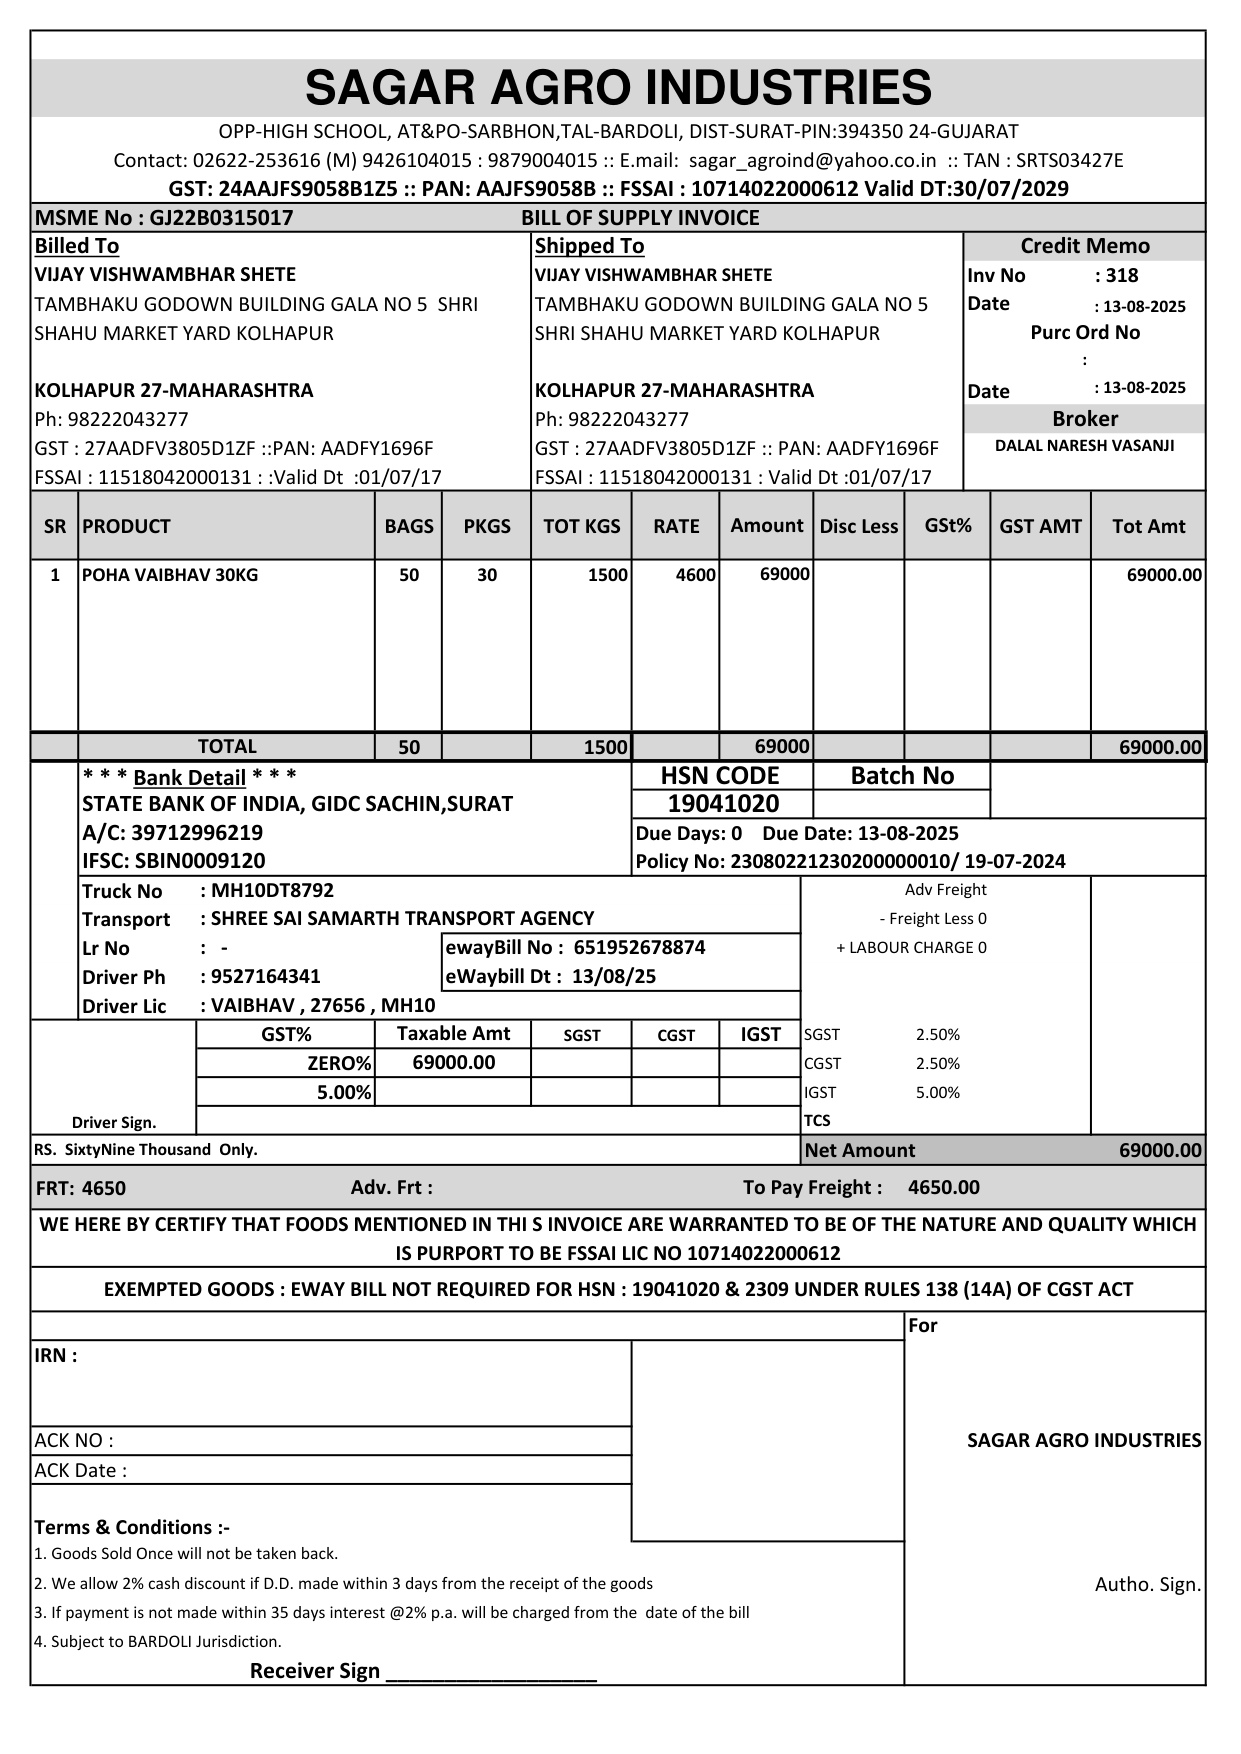 SAGAR AGRO INDUSTRIES
OPP-HIGH SCHOOL, AT&PO-SARBHON,TAL-BARDOLI, DIST-SURAT-PIN:394350 24-GUJARAT
Contact: 02622-253616 (M) 9426104015 : 9879004015 :: E.mail: sagar_agroind@yahoo.co.in :: TAN : SRTS03427E
GST: 24AAJFS9058B1Z5 :: PAN: AAJFS9058B :: FSSAI : 10714022000612 Valid DT:30/07/2029
MSME No : GJ22B0315017 BILL OF SUPPLY INVOICE
Billed To
VIJAY VISHWAMBHAR SHETE
TAMBHAKU GODOWN BUILDING GALA NO 5 SHRI
SHAHU MARKET YARD KOLHAPUR
KOLHAPUR 27-MAHARASHTRA
Ph: 98222043277
GST : 27AADFV3805D1ZF ::PAN: AADFY1696F
FSSAI : 11518042000131 : :Valid Dt :01/07/17
Shipped To
VIJAY VISHWAMBHAR SHETE
TAMBHAKU GODOWN BUILDING GALA NO 5
SHRI SHAHU MARKET YARD KOLHAPUR
KOLHAPUR 27-MAHARASHTRA
Ph: 98222043277
GST : 27AADFV3805D1ZF :: PAN: AADFY1696F
FSSAI : 11518042000131 : Valid Dt :01/07/17
Credit Memo
Inv No : 318
Date : 13-08-2025
Purc Ord No
:
Date : 13-08-2025
Broker
DALAL NARESH VASANJI
SR PRODUCT BAGS PKGS TOT KGS RATE Amount Disc Less GSt% GST AMT Tot Amt
1 POHA VAIBHAV 30KG 50 30 1500 4600 69000 69000.00
TOTAL 50 1500 69000 69000.00
* * * Bank Detail * * *
STATE BANK OF INDIA, GIDC SACHIN,SURAT
A/C: 39712996219
IFSC: SBIN0009120
HSN CODE Batch No
19041020
Due Days: 0 Due Date: 13-08-2025
Policy No: 23080221230200000010/ 19-07-2024
Truck No : MH10DT8792
Transport : SHREE SAI SAMARTH TRANSPORT AGENCY
Lr No : -
Driver Ph : 9527164341
Driver Lic : VAIBHAV , 27656 , MH10
ewayBill No : 651952678874
eWaybill Dt : 13/08/25
Adv Freight
- Freight Less 0
+ LABOUR CHARGE 0
GST% Taxable Amt SGST CGST IGST
ZERO% 69000.00
5.00%
Driver Sign.
SGST 2.50%
CGST 2.50%
IGST 5.00%
TCS
RS. SixtyNine Thousand Only.
Net Amount 69000.00
FRT: 4650 Adv. Frt : To Pay Freight : 4650.00
WE HERE BY CERTIFY THAT FOODS MENTIONED IN THI S INVOICE ARE WARRANTED TO BE OF THE NATURE AND QUALITY WHICH
IS PURPORT TO BE FSSAI LIC NO 10714022000612
EXEMPTED GOODS : EWAY BILL NOT REQUIRED FOR HSN : 19041020 & 2309 UNDER RULES 138 (14A) OF CGST ACT
For
IRN :
ACK NO :
SAGAR AGRO INDUSTRIES
ACK Date :
Terms & Conditions :-
1. Goods Sold Once will not be taken back.
2. We allow 2% cash discount if D.D. made within 3 days from the receipt of the goods
Autho. Sign.
3. If payment is not made within 35 days interest @2% p.a. will be charged from the date of the bill
4. Subject to BARDOLI Jurisdiction.
Receiver Sign ___________________